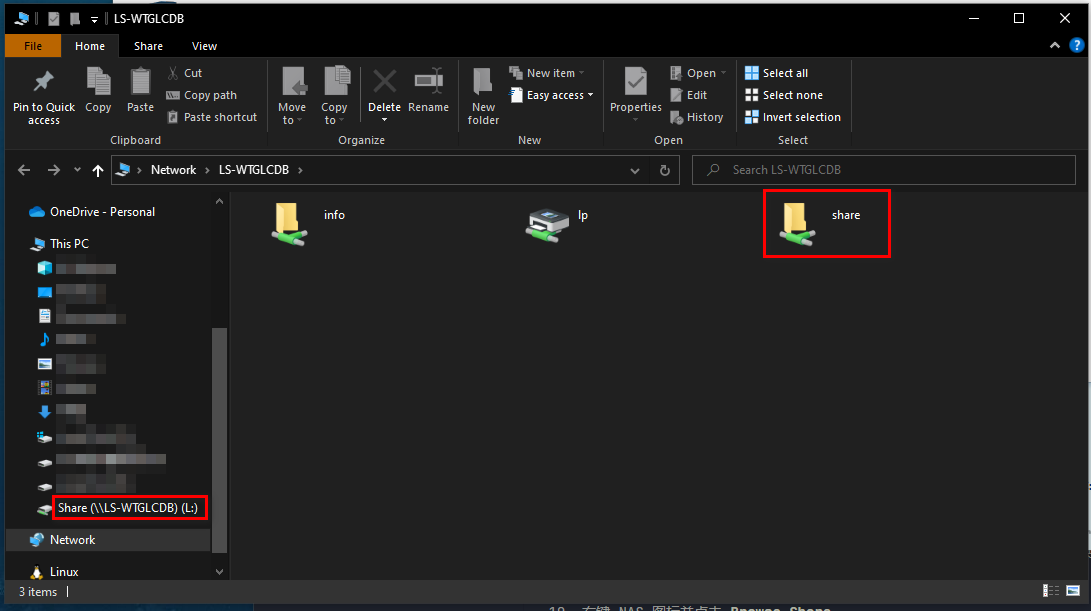 LS-WTGLCDB
File Home Share View
Pin to Quick access
Copy
Paste
Cut
Copy path
Paste shortcut
Clipboard
Move to
Copy to
Delete
Rename
Organize
New folder
New item
Easy access
New
Properties
Open
Edit
History
Open
Select all
Select none
Invert selection
Select
Network > LS-WTGLCDB >
Search LS-WTGLCDB
OneDrive - Personal
This PC
Share (\\LS-WTGLCDB) (L:)
Network
Linux
info
lp
share
3 items